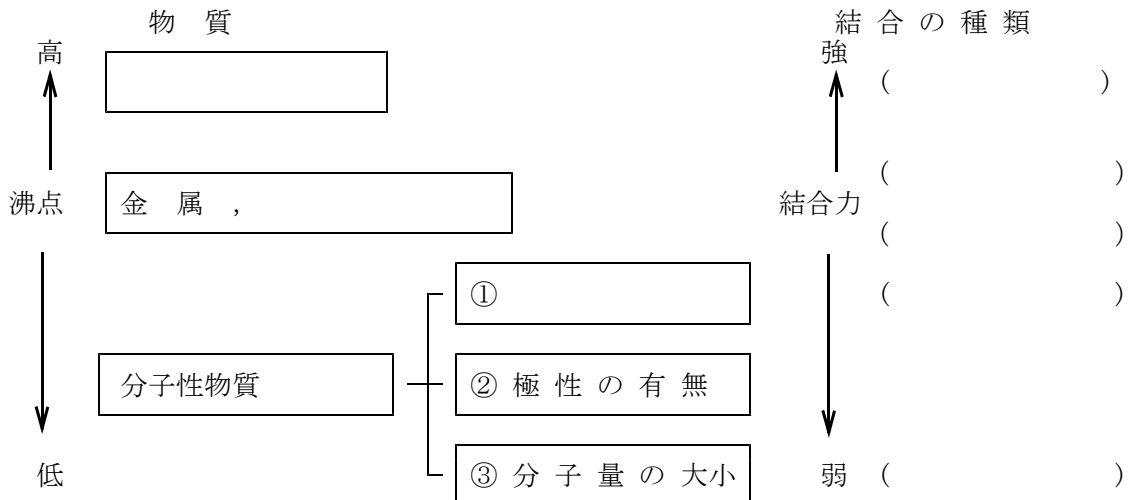 物 質
結 合 の 種 類
高
強
( )
( )
沸点
金 属 ,
結合力
( )
①
( )
分子性物質
② 極 性 の 有 無
低
③ 分 子 量 の 大小
弱 ( )